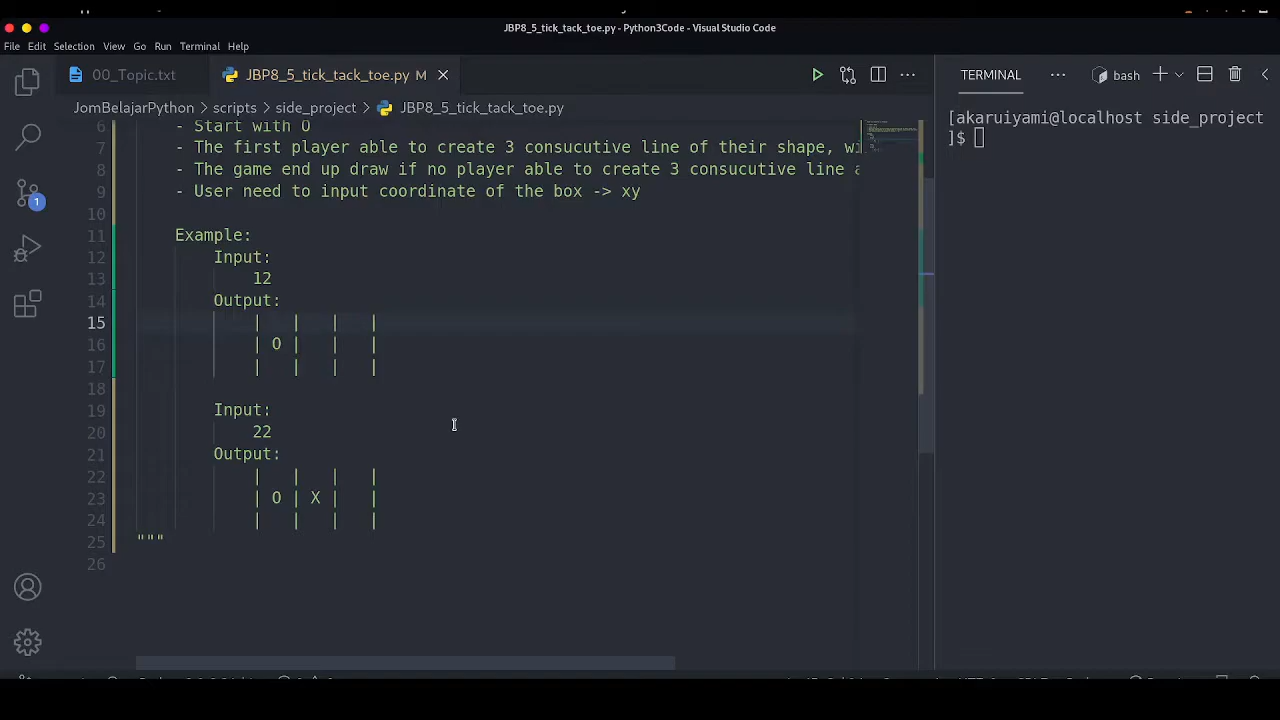 JBP8_5_tick_tack_toe.py - Python3Code - Visual Studio Code
File Edit Selection View Go Run Terminal Help
00_Topic.txt JBP8_5_tick_tack_toe.py M TERMINAL bash
JomBelajarPython > scripts > side_project > JBP8_5_tick_tack_toe.py
6 - Start with O
7 - The first player able to create 3 consucutive line of their shape, wi
8 - The game end up draw if no player able to create 3 consucutive line a
9 - User need to input coordinate of the box -> xy
10
11 Example:
12 Input:
13 12
14 Output:
15 | | | |
16 | O | | |
17 | | | |
18
19 Input:
20 22
21 Output:
22 | | | |
23 | O | X | |
24 | | | |
25 """
26
[akaruiyami@localhost side_project
]$
1